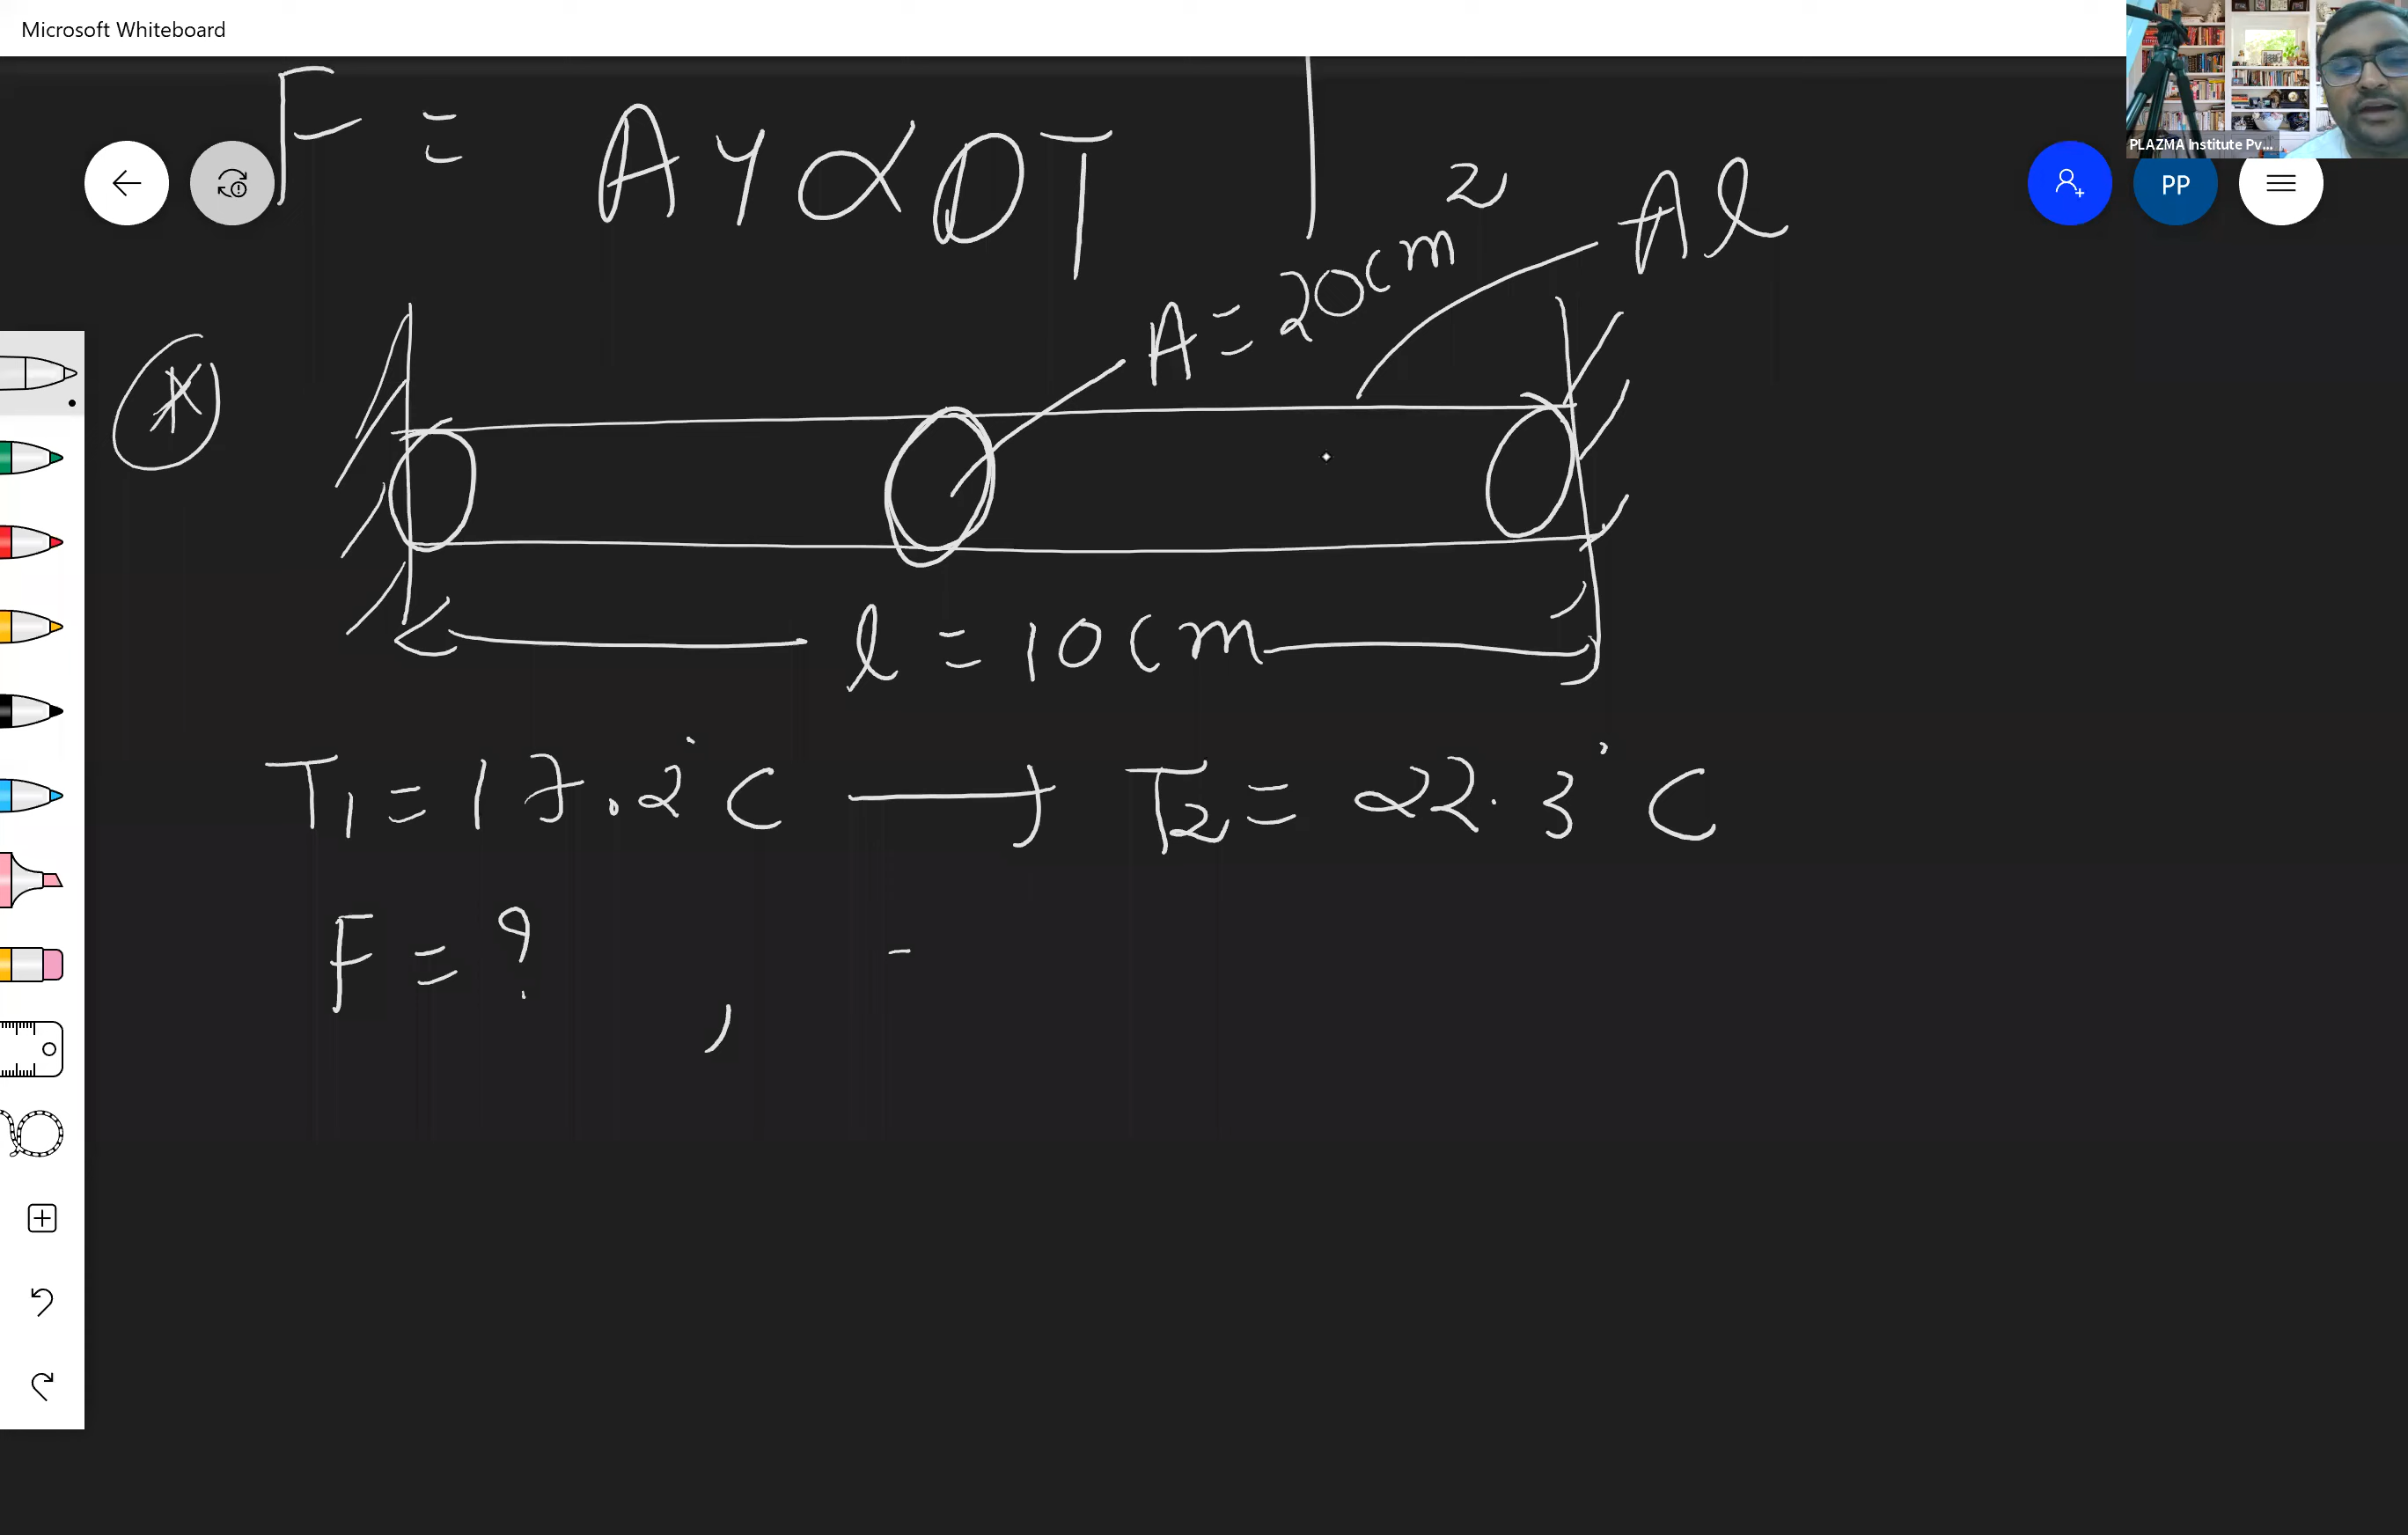 Microsoft Whiteboard
PLAZMA Institute Pv...
PP
F = AYαΔT
A = 20cm²
Al
l = 10cm
T₁ = 17.2°C → T₂ = 22.3°C
F = ?